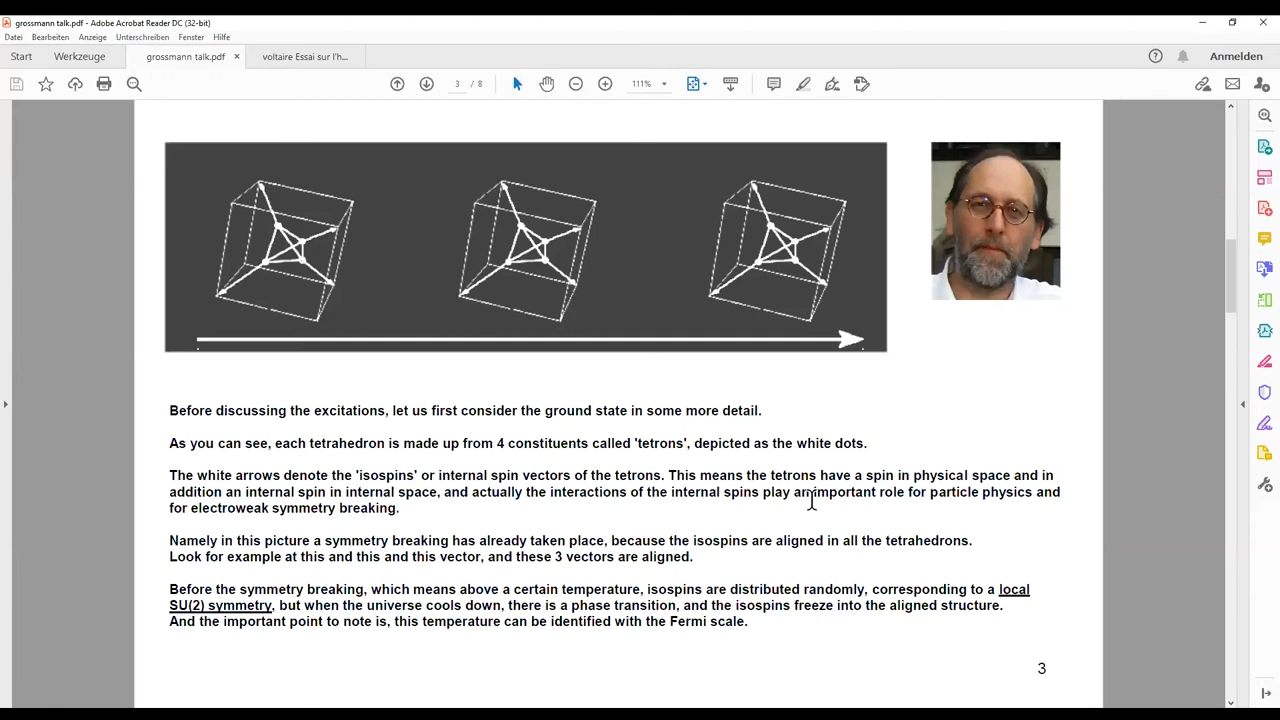 grossmann talk.pdf - Adobe Acrobat Reader DC (32-bit)
Datei Bearbeiten Anzeige Unterschreiben Fenster Hilfe
Start Werkzeuge grossmann talk.pdf × voltaire Essai sur l'h... Anmelden
3 / 8 111%
Before discussing the excitations, let us first consider the ground state in some more detail.
As you can see, each tetrahedron is made up from 4 constituents called 'tetrons', depicted as the white dots.
The white arrows denote the 'isospins' or internal spin vectors of the tetrons. This means the tetrons have a spin in physical space and in
addition an internal spin in internal space, and actually the interactions of the internal spins play an important role for particle physics and
for electroweak symmetry breaking.
Namely in this picture a symmetry breaking has already taken place, because the isospins are aligned in all the tetrahedrons.
Look for example at this and this and this vector, and these 3 vectors are aligned.
Before the symmetry breaking, which means above a certain temperature, isospins are distributed randomly, corresponding to a local
SU(2) symmetry, but when the universe cools down, there is a phase transition, and the isospins freeze into the aligned structure.
And the important point to note is, this temperature can be identified with the Fermi scale.
3